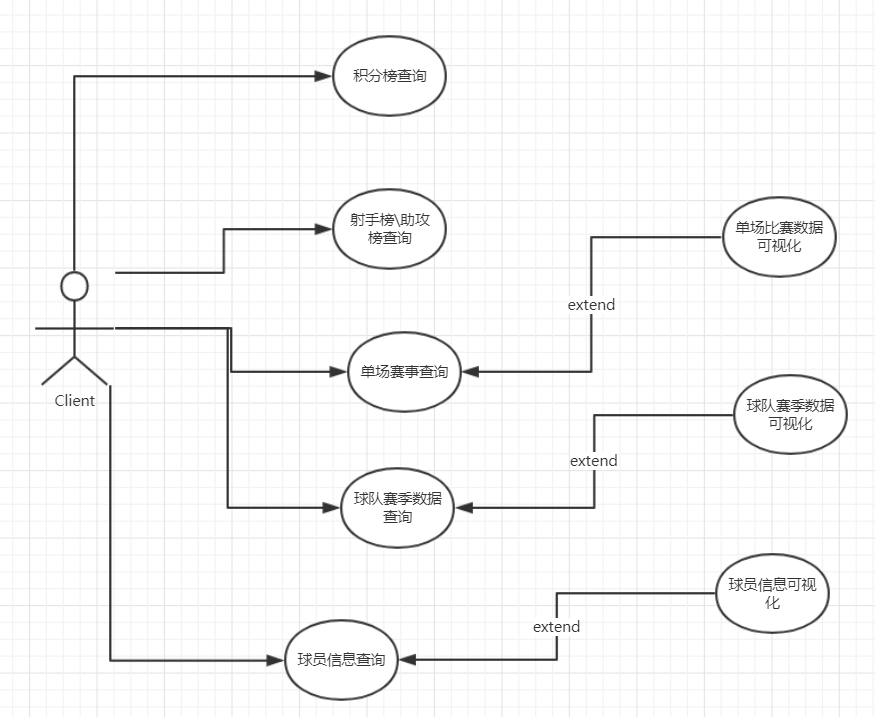 积分榜查询
射手榜\助攻
榜查询
单场比赛数据
可视化
extend
单场赛事查询
Client
球队赛季数据
可视化
extend
球队赛季数据
查询
球员信息可视
化
extend
球员信息查询